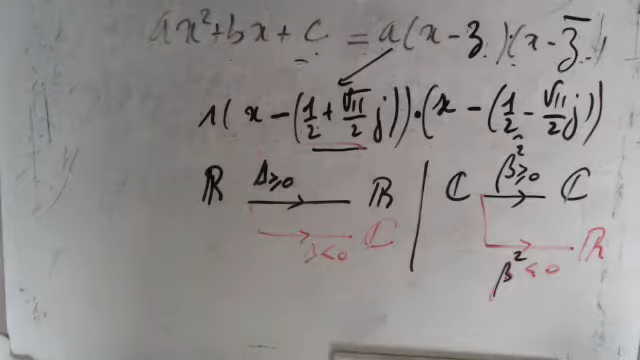 ax²+bx+c = a(x-z).(x-z̄)
1(x-(1/2+√11/2 j)).(x-(1/2-√11/2 j))
ℝ Δ≥0 → ℝ | ℂ β²≥0 → ℂ
→ ℂ Δ<0 → ℝ β²<0